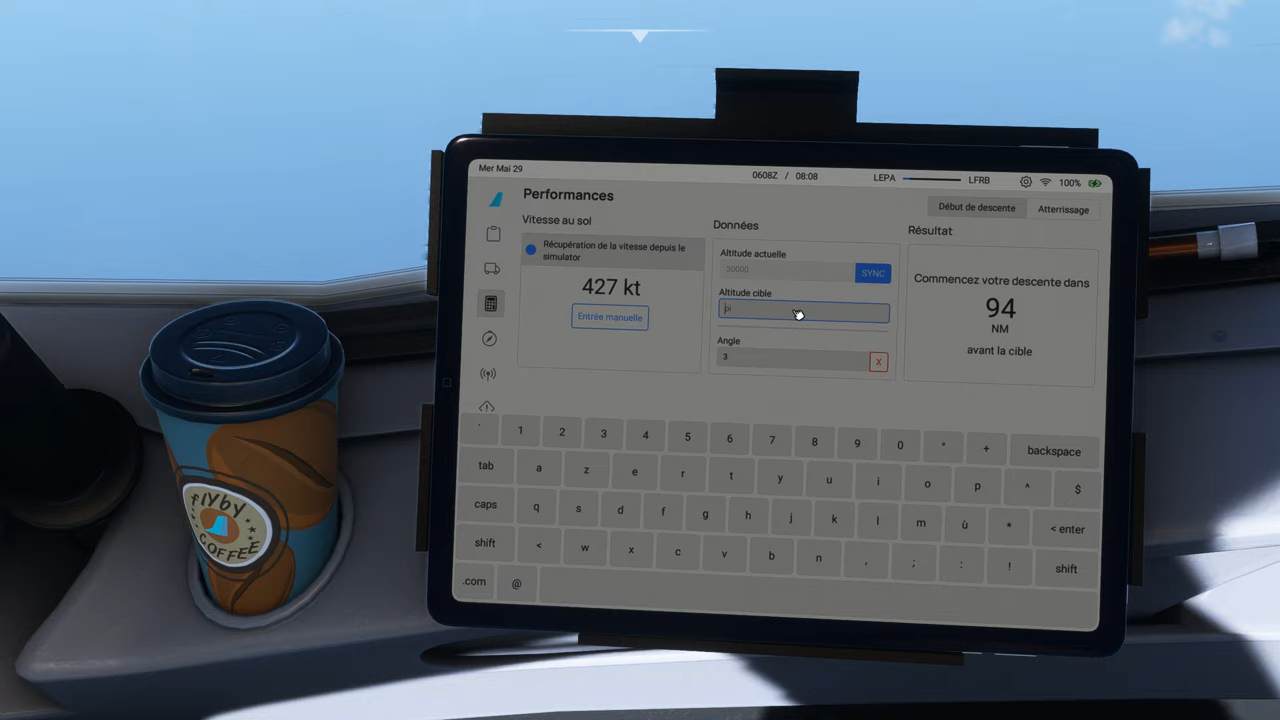 Mer Mai 29
0608Z / 08:08
LEPA
LFRB
100%
Performances
Début de descente
Atterrissage
Vitesse au sol
Récupération de la vitesse depuis le
simulator
427 kt
Entrée manuelle
Données
Altitude actuelle
30000
SYNC
Altitude cible
pi
Angle
3
X
Résultat
Commencez votre descente dans
94
NM
avant la cible
` 1 2 3 4 5 6 7 8 9 0 ° + backspace
tab a z e r t y u i o p ^ $
caps q s d f g h j k l m ù * < enter
shift < w x c v b n , ; : ! shift
.com @
flyby
COFFEE